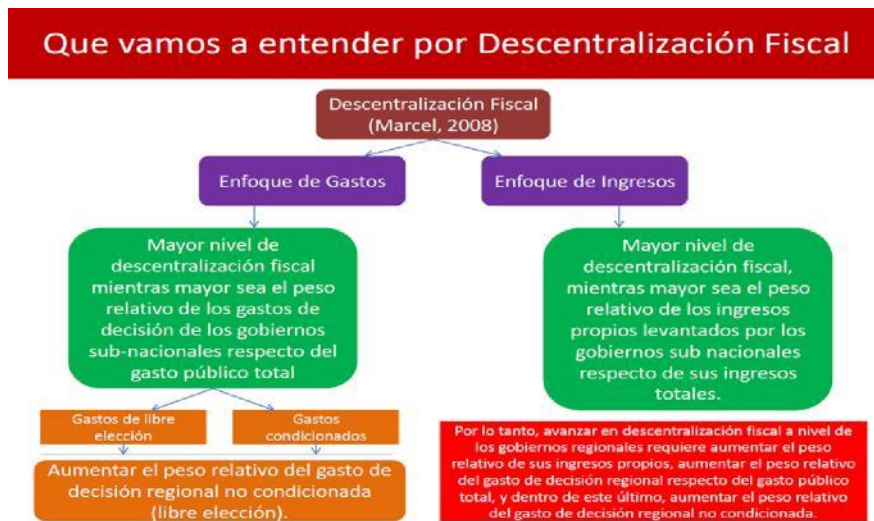 Que vamos a entender por Descentralización Fiscal
Descentralización Fiscal
(Marcel, 2008)
Enfoque de Gastos
Enfoque de Ingresos
Mayor nivel de
descentralización fiscal
mientras mayor sea el peso
relativo de los gastos de
decisión de los gobiernos
sub-nacionales respecto del
gasto público total
Mayor nivel de
descentralización fiscal,
mientras mayor sea el peso
relativo de los ingresos
propios levantados por los
gobiernos sub nacionales
respecto de sus ingresos
totales.
Gastos de libre
elección
Gastos
condicionados
Aumentar el peso relativo del gasto de
decisión regional no condicionada
(libre elección).
Por lo tanto, avanzar en descentralización fiscal a nivel de
los gobiernos regionales requiere aumentar el peso
relativo de sus ingresos propios, aumentar el peso relativo
del gasto de decisión regional respecto del gasto público
total, y dentro de este último, aumentar el peso relativo
del gasto de decisión regional no condicionada.